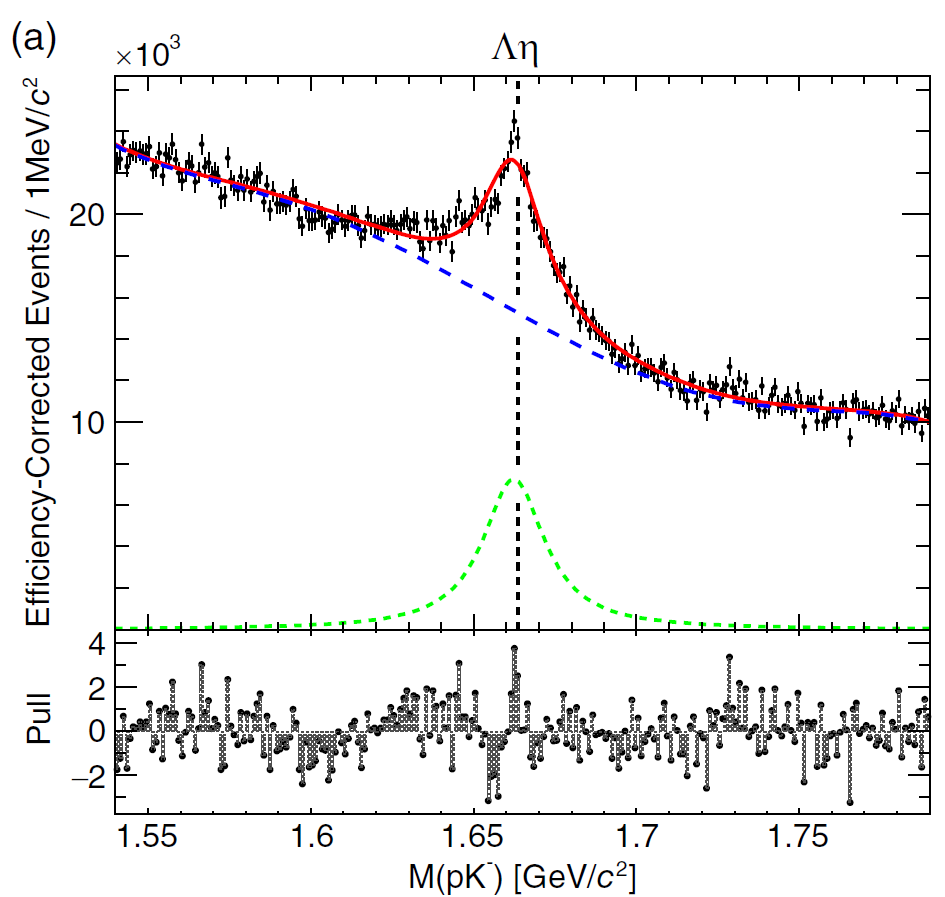 (a)
×10³
Λη
Efficiency-Corrected Events / 1MeV/c²
20
10
Pull
4
2
0
−2
1.55 1.6 1.65 1.7 1.75
M(pK⁻) [GeV/c²]